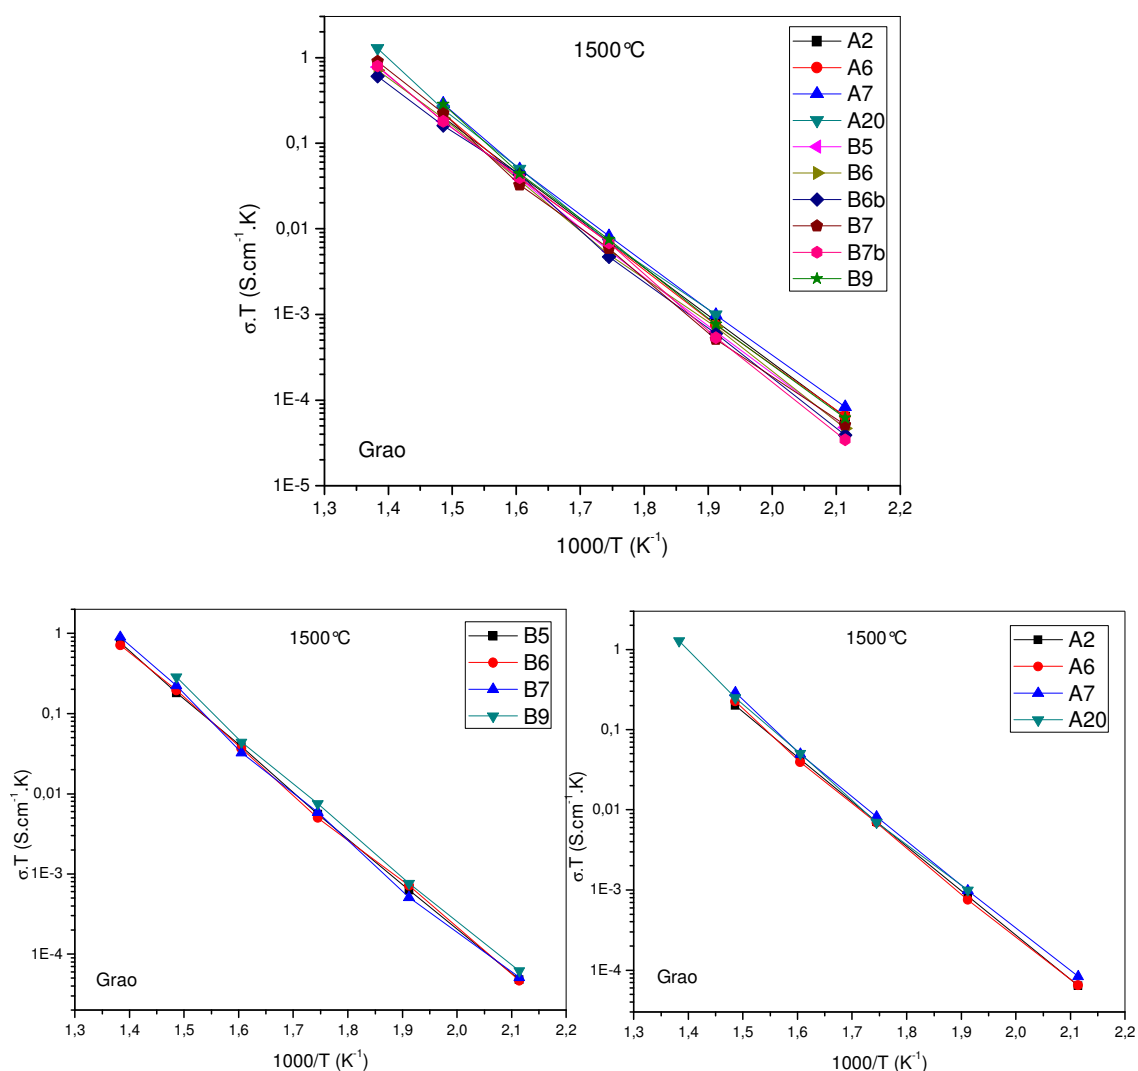 1500°C
A2
A6
A7
A20
B5
B6
B6b
B7
B7b
B9
1
0,1
0,01
1E-3
1E-4
1E-5
σ.T (S.cm⁻¹.K)
Grao
1,3 1,4 1,5 1,6 1,7 1,8 1,9 2,0 2,1 2,2
1000/T (K⁻¹)
1500°C
B5
B6
B7
B9
1
0,1
0,01
1E-3
1E-4
σ.T (S.cm⁻¹.K)
Grao
1,3 1,4 1,5 1,6 1,7 1,8 1,9 2,0 2,1 2,2
1000/T (K⁻¹)
1500°C
A2
A6
A7
A20
1
0,1
0,01
1E-3
1E-4
σ.T (S.cm⁻¹.K)
Grao
1,3 1,4 1,5 1,6 1,7 1,8 1,9 2,0 2,1 2,2
1000/T (K⁻¹)